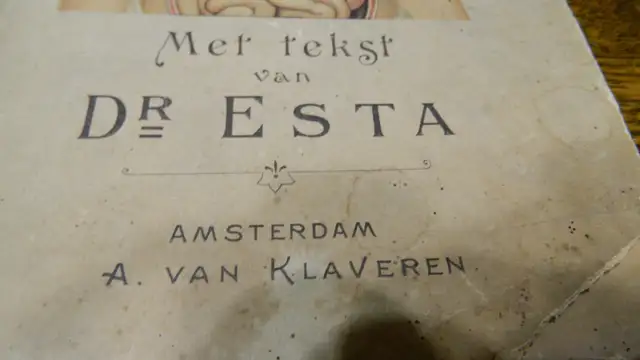 Met tekst
van
DR ESTA
AMSTERDAM
A. VAN KLAVEREN